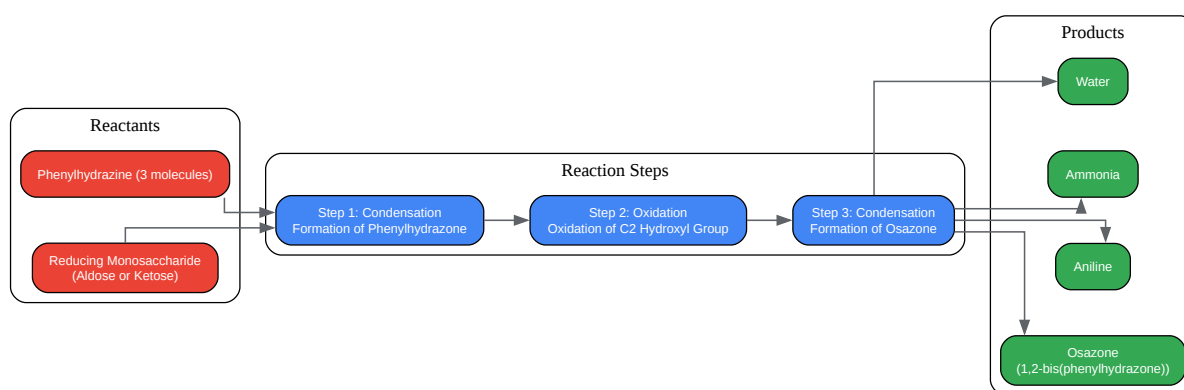 Reactants
Phenylhydrazine (3 molecules)
Reducing Monosaccharide
(Aldose or Ketose)
Reaction Steps
Step 1: Condensation
Formation of Phenylhydrazone
Step 2: Oxidation
Oxidation of C2 Hydroxyl Group
Step 3: Condensation
Formation of Osazone
Products
Water
Ammonia
Aniline
Osazone
(1,2-bis(phenylhydrazone))